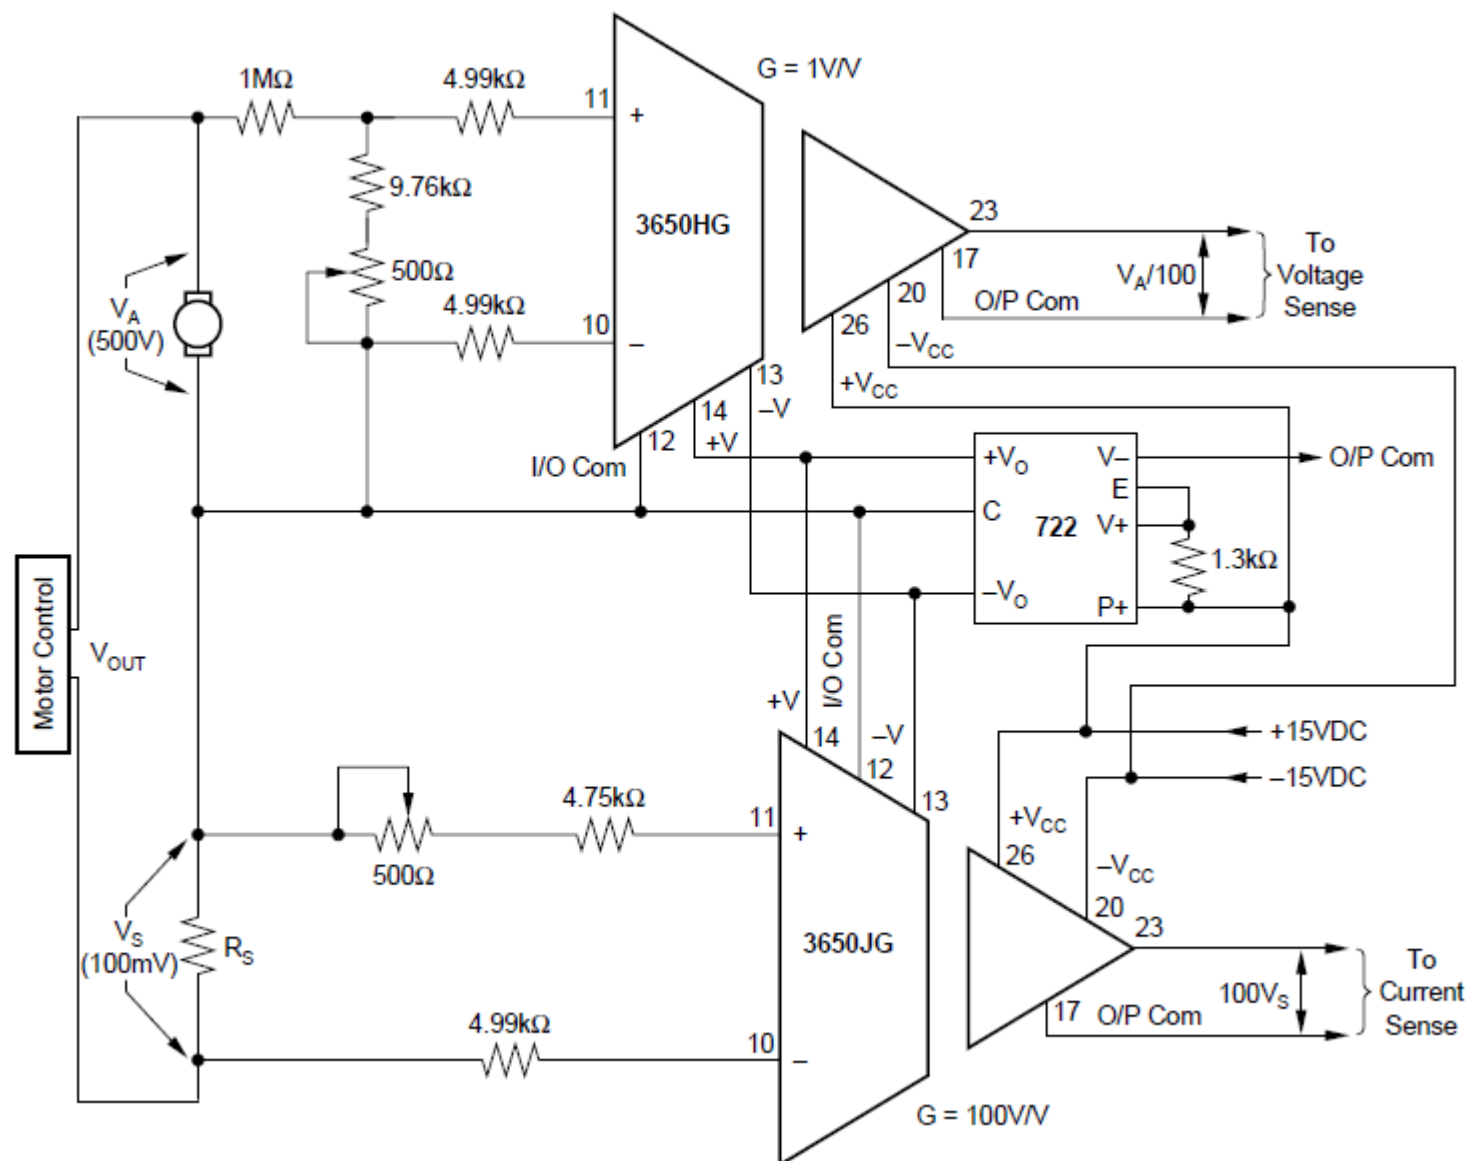 G = 1V/V
1MΩ
4.99kΩ
11
+
9.76kΩ
3650HG
23
500Ω
17
VA/100
To
Voltage
Sense
4.99kΩ
20
O/P Com
VA
(500V)
10
–
26
–VCC
13
+VCC
14
–V
12
+V
I/O Com
+VO
V–
O/P Com
E
C
722
V+
1.3kΩ
–VO
P+
Motor Control
VOUT
I/O Com
+V
14
–V
12
+15VDC
–15VDC
13
4.75kΩ
11
+
+VCC
26
500Ω
–VCC
20
23
VS
(100mV)
RS
3650JG
To
Current
Sense
100VS
17
O/P Com
4.99kΩ
10
–
G = 100V/V